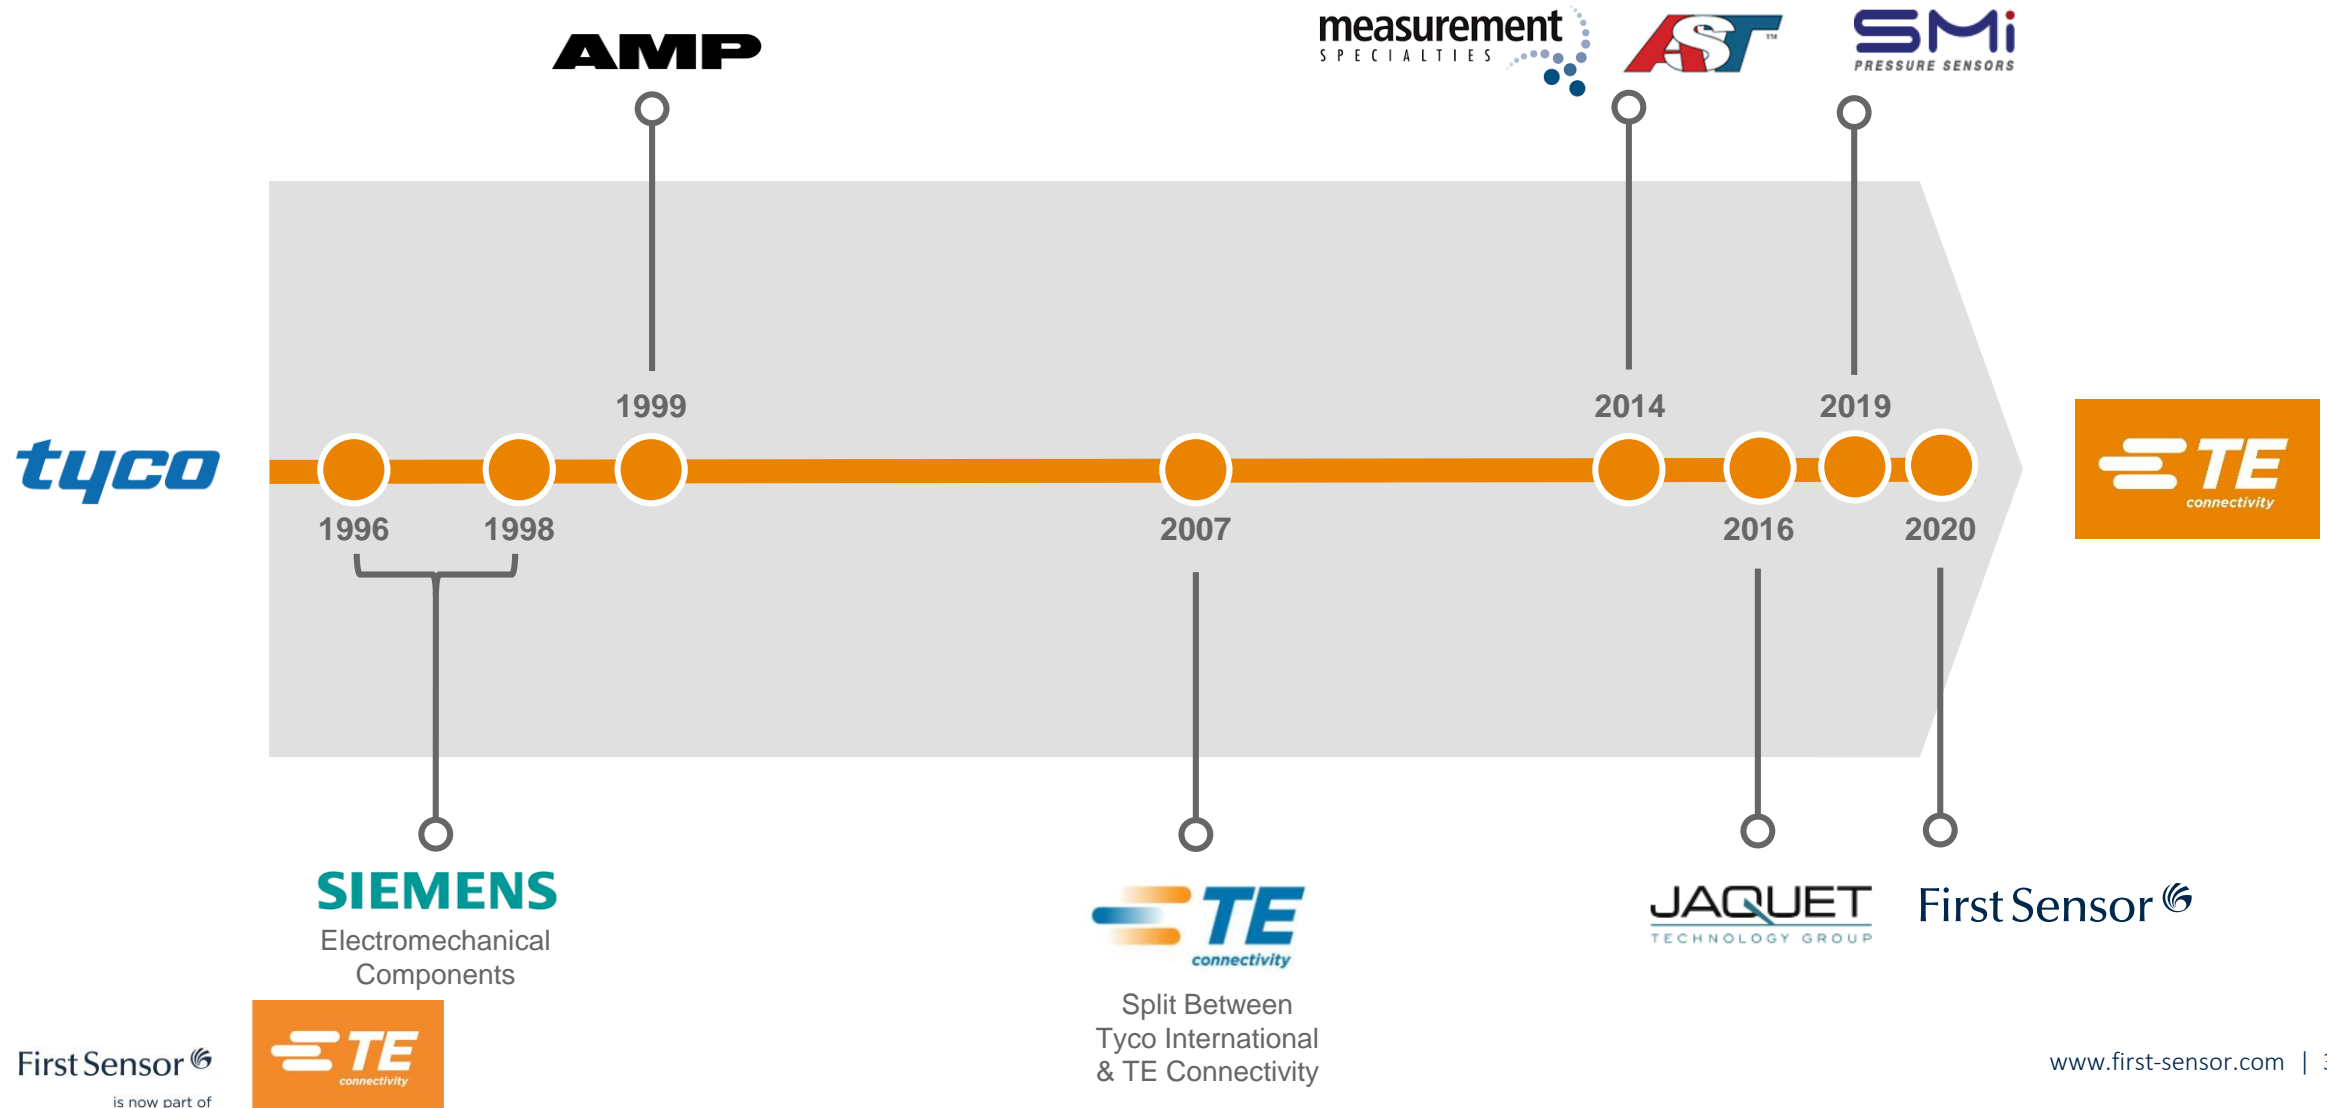 AMP
measurement
SPECIALTIES
AST™
SMi
PRESSURE SENSORS
1999
2014
2019
tyco
TE
connectivity
1996
1998
2007
2016
2020
SIEMENS
Electromechanical
Components
TE
connectivity
Split Between
Tyco International
& TE Connectivity
JAQUET
TECHNOLOGY GROUP
First Sensor
First Sensor
is now part of
TE
connectivity
www.first-sensor.com | 3